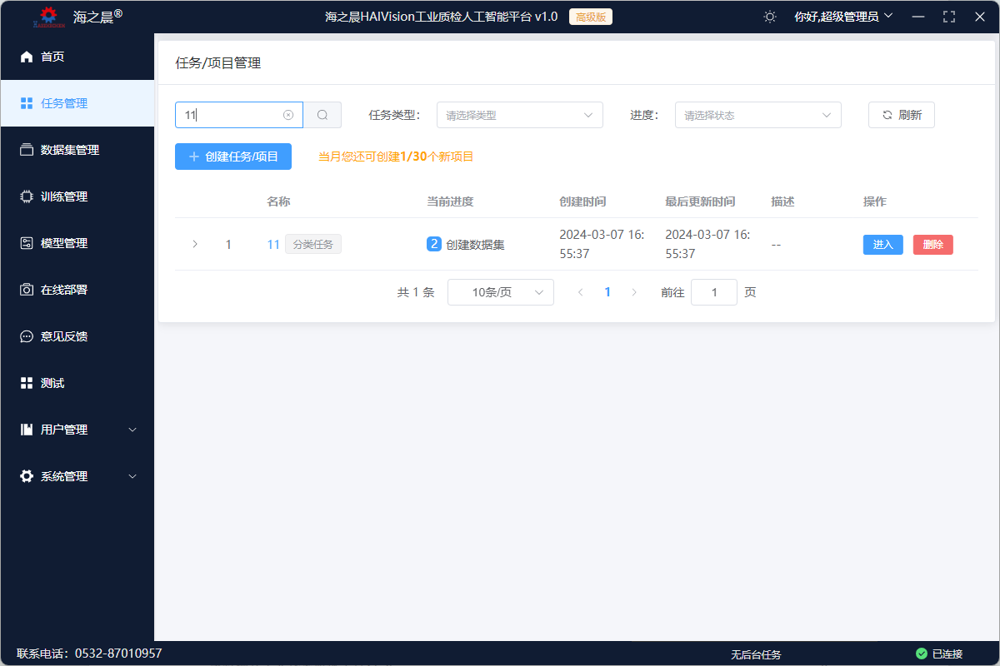 海之晨®
海之晨HAIVision工业质检人工智能平台 v1.0 高级版
你好,超级管理员
首页
任务管理
数据集管理
训练管理
模型管理
在线部署
意见反馈
测试
用户管理
系统管理
任务/项目管理
11 任务类型： 请选择类型 进度： 请选择状态 刷新
创建任务/项目 当月您还可创建1/30个新项目
名称 当前进度 创建时间 最后更新时间 描述 操作
1 11 分类任务 2 创建数据集 2024-03-07 16: 2024-03-07 16: -- 进入 删除
55:37 55:37
共 1 条 10条/页 1 前往 1 页
联系电话：0532-87010957 无后台任务 已连接